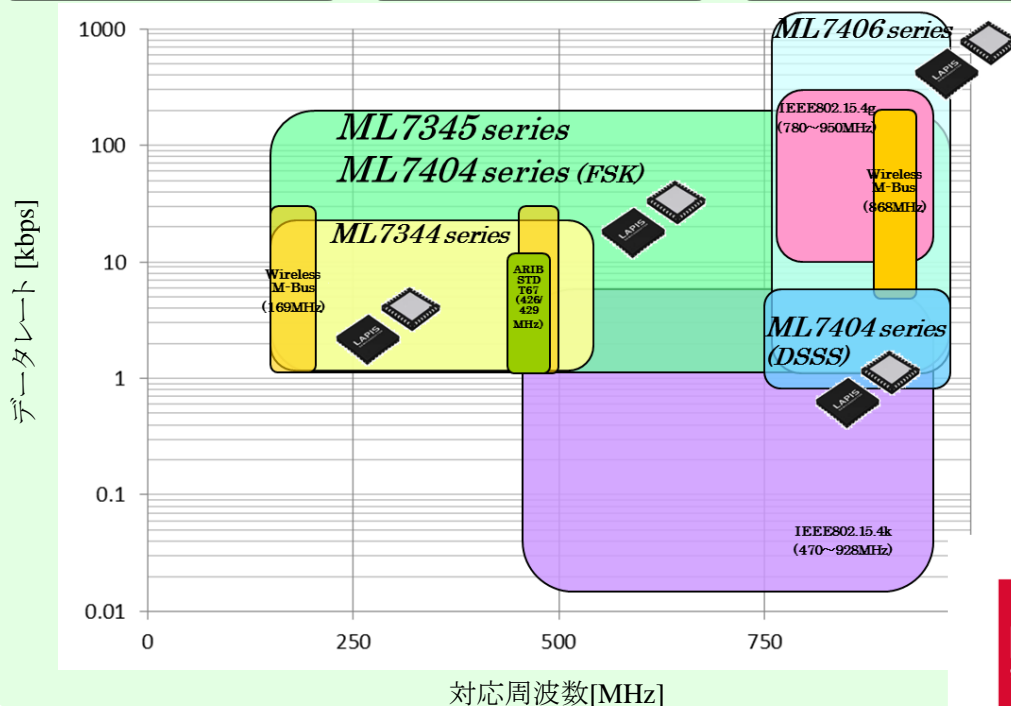 1000
100
10
1
0.1
0.01
0
250
500
750
データレート [kbps]
対応周波数[MHz]
ML7406 series
LAPIS
IEEE802.15.4g
(780～950MHz)
ML7345 series
ML7404 series (FSK)
LAPIS
Wireless
M-Bus
(868MHz)
ML7344 series
Wireless
M-Bus
(169MHz)
LAPIS
ARIB
STD
T67
(426/
429
MHz)
ML7404 series
(DSSS)
LAPIS
IEEE802.15.4k
(470～928MHz)